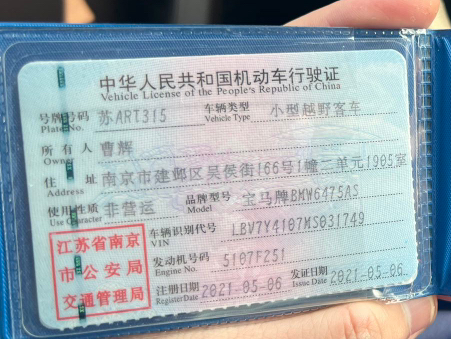 中华人民共和国机动车行驶证
Vehicle License of the People's Republic of China
号牌号码 苏ART315 车辆类型 小型越野客车
Plate No. Vehicle Type
所有人 曹辉
Owner
住址 南京市建邺区吴侯街166号1幢二单元1905室
Address
使用性质 非营运 品牌型号 宝马牌BMW6475AS
Use Character Model
江苏省南京市公安局交通管理局
车辆识别代号 LBV7Y4107MS031749
VIN
发动机号码 5107F251
Engine No.
注册日期 2021-05-06 发证日期 2021-05-06
Register Date Issue Date